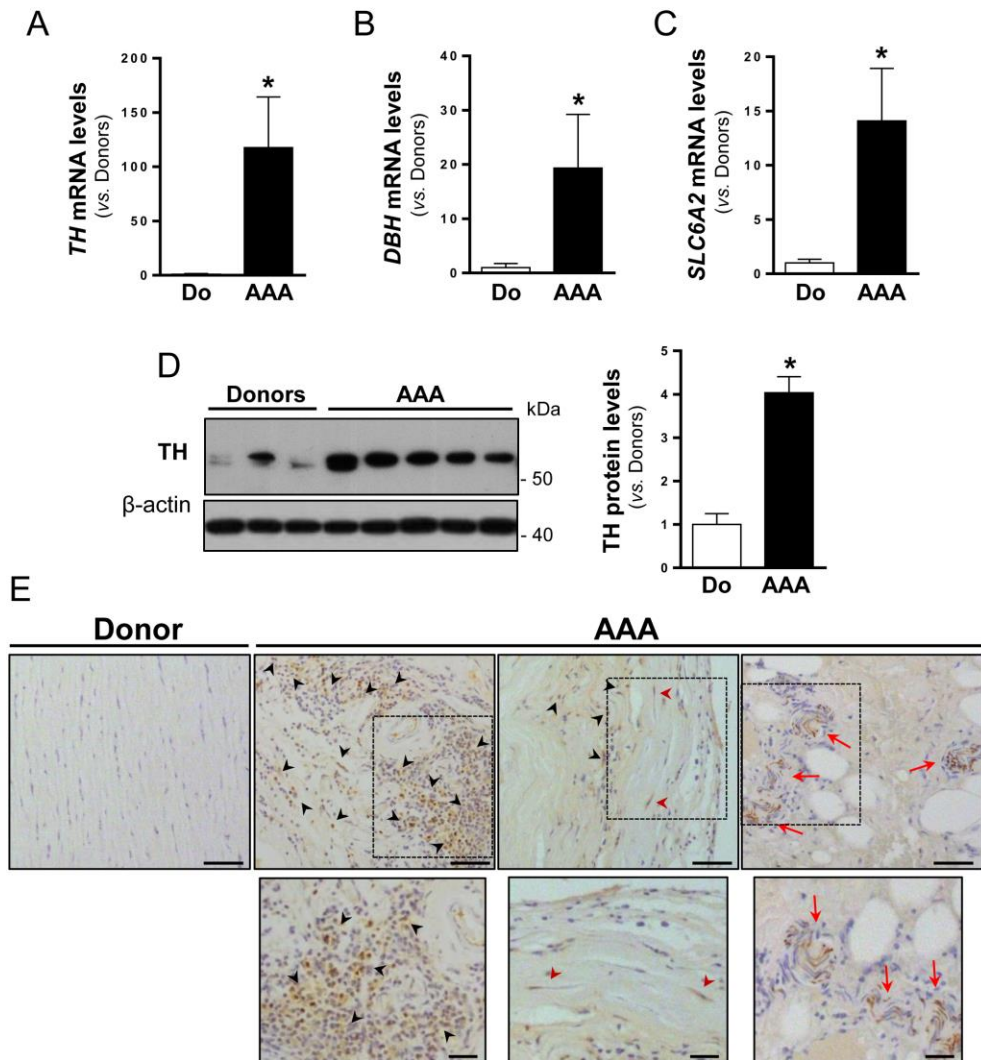 A
TH mRNA levels
(vs. Donors)
200
150
100
50
0
*
Do AAA
B
DBH mRNA levels
(vs. Donors)
40
30
20
10
0
*
Do AAA
C
SLC6A2 mRNA levels
(vs. Donors)
20
15
10
5
0
*
Do AAA
D
Donors AAA
kDa
TH
- 50
β-actin
- 40
TH protein levels
(vs. Donors)
5
4
3
2
1
0
*
Do AAA
E
Donor AAA